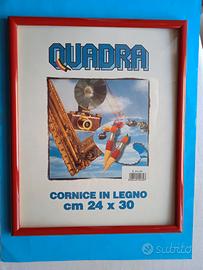 QUADRA
CORNICE IN LEGNO
cm 24 x 30
subito